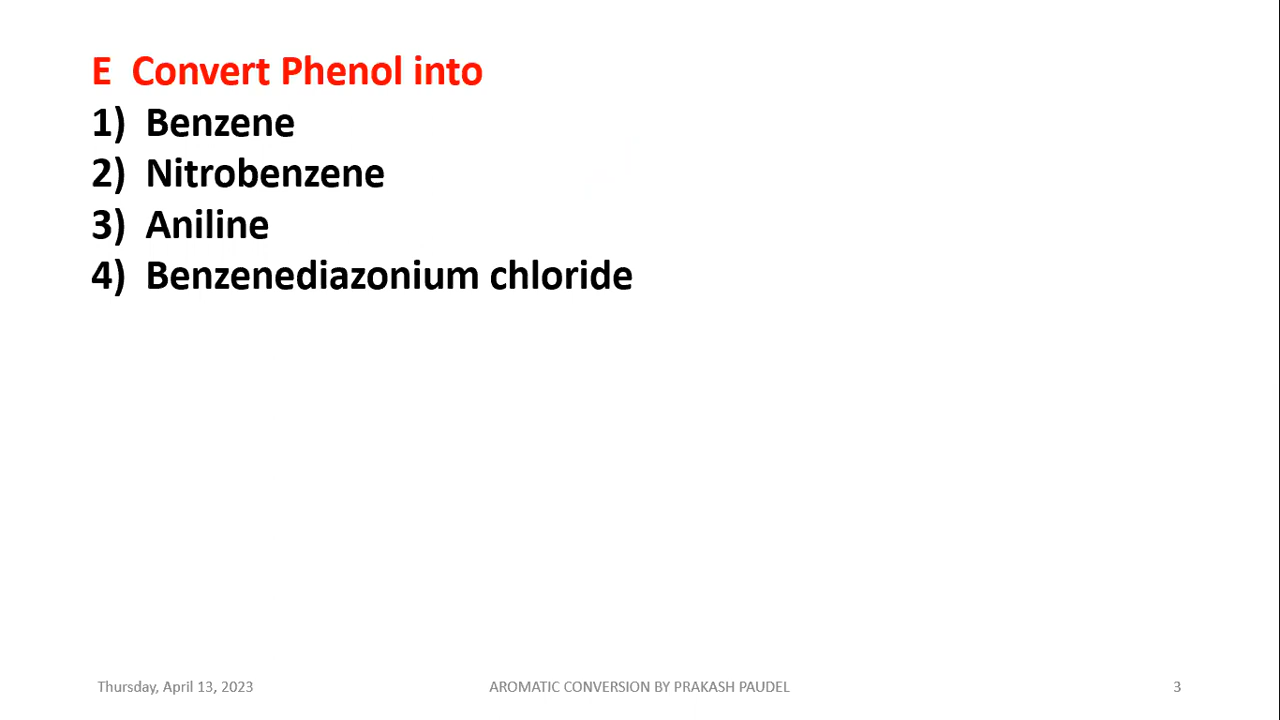 E Convert Phenol into
1) Benzene
2) Nitrobenzene
3) Aniline
4) Benzenediazonium chloride
Thursday, April 13, 2023
AROMATIC CONVERSION BY PRAKASH PAUDEL
3